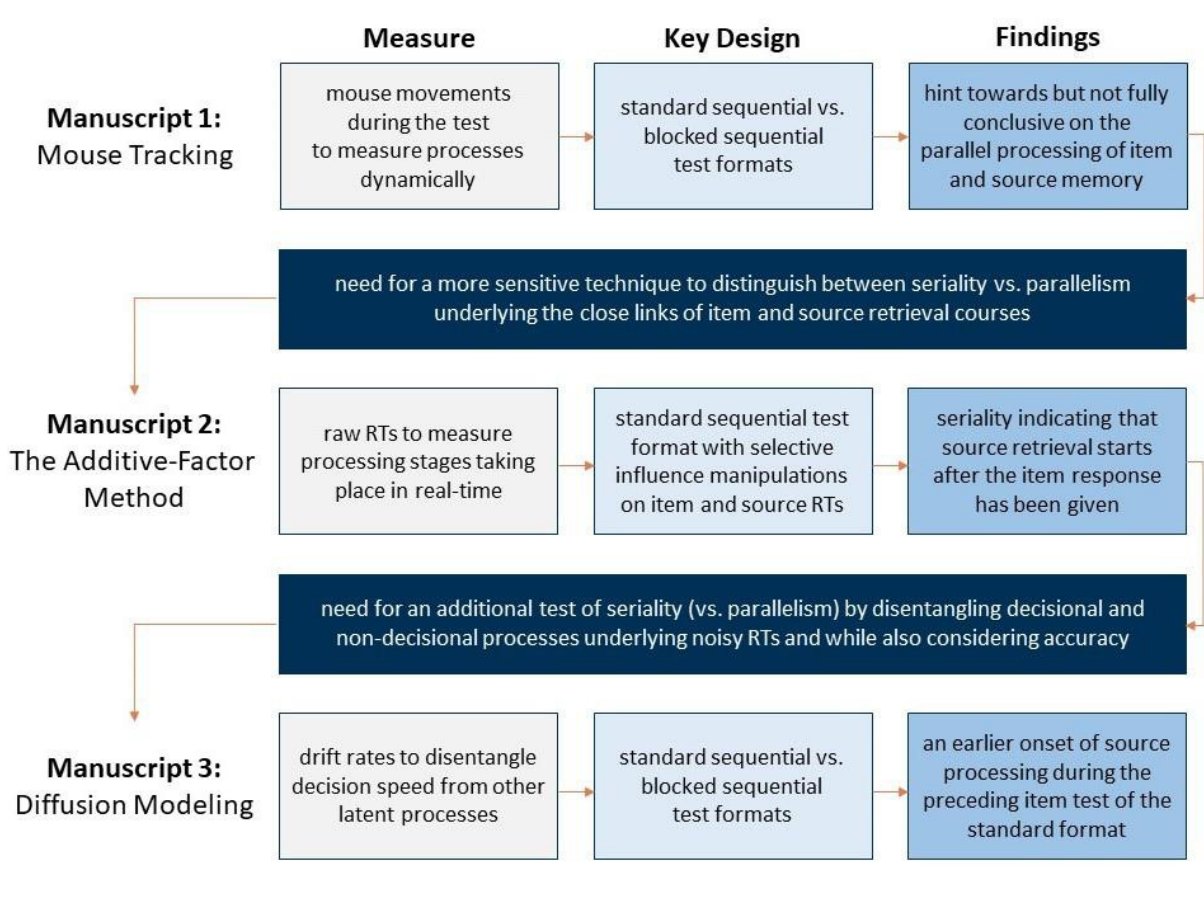 Measure
Key Design
Findings
Manuscript 1:
Mouse Tracking
mouse movements
during the test
to measure processes
dynamically
standard sequential vs.
blocked sequential
test formats
hint towards but not fully
conclusive on the
parallel processing of item
and source memory
need for a more sensitive technique to distinguish between seriality vs. parallelism
underlying the close links of item and source retrieval courses
Manuscript 2:
The Additive-Factor
Method
raw RTs to measure
processing stages taking
place in real-time
standard sequential test
format with selective
influence manipulations
on item and source RTs
seriality indicating that
source retrieval starts
after the item response
has been given
need for an additional test of seriality (vs. parallelism) by disentangling decisional and
non-decisional processes underlying noisy RTs and while also considering accuracy
Manuscript 3:
Diffusion Modeling
drift rates to disentangle
decision speed from other
latent processes
standard sequential vs.
blocked sequential
test formats
an earlier onset of source
processing during the
preceding item test of the
standard format